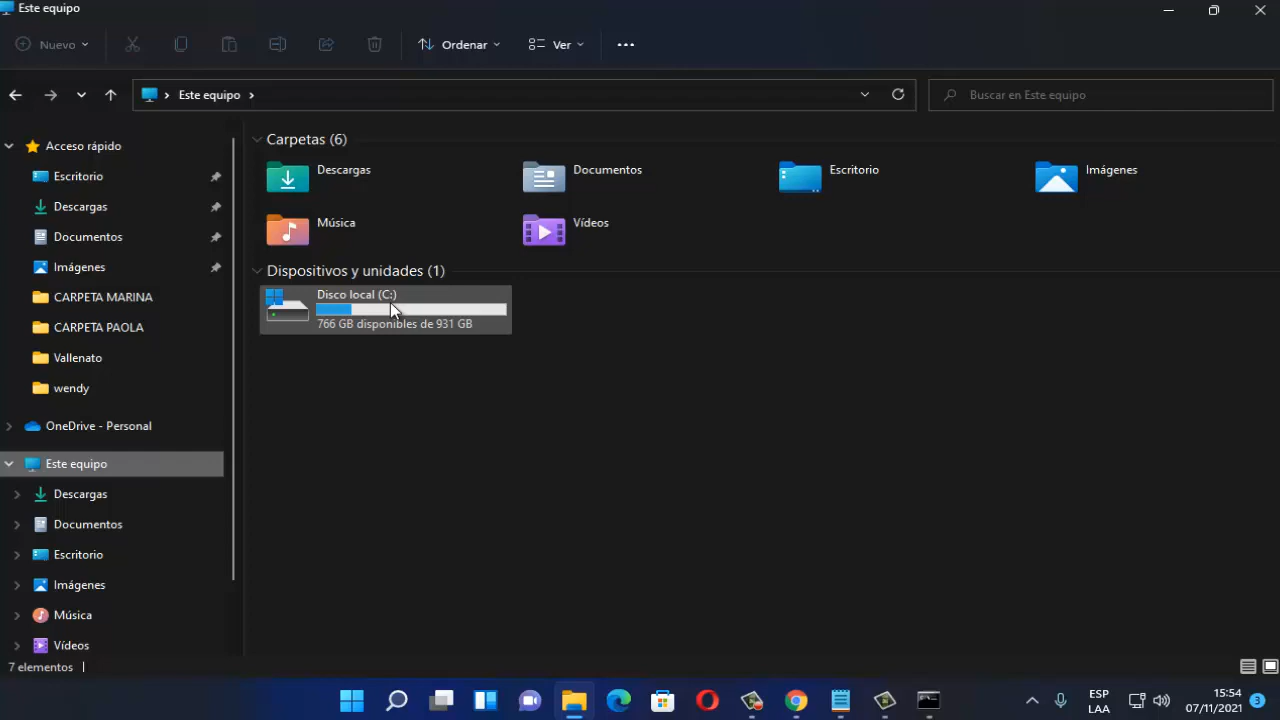 Este equipo
Nuevo
Ordenar
Ver
Este equipo
Buscar en Este equipo
Acceso rápido
Escritorio
Descargas
Documentos
Imágenes
CARPETA MARINA
CARPETA PAOLA
Vallenato
wendy
OneDrive - Personal
Este equipo
Descargas
Documentos
Escritorio
Imágenes
Música
Vídeos
Carpetas (6)
Descargas
Documentos
Escritorio
Imágenes
Música
Vídeos
Dispositivos y unidades (1)
Disco local (C:)
766 GB disponibles de 931 GB
7 elementos
ESP
LAA
15:54
07/11/2021
3